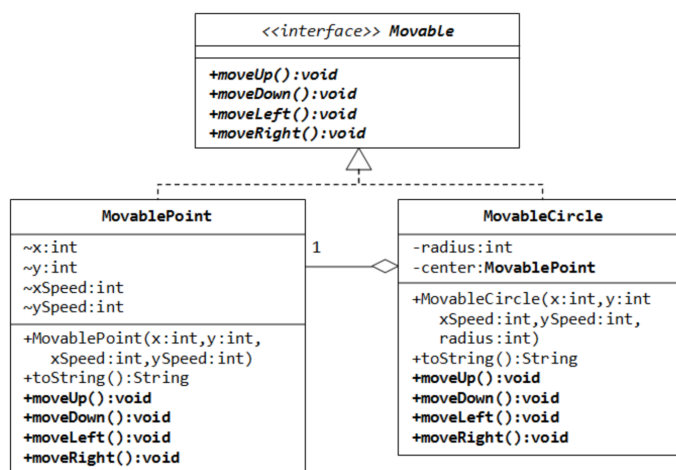 <<interface>> Movable
+moveUp():void
+moveDown():void
+moveLeft():void
+moveRight():void
MovablePoint
~x:int
~y:int
~xSpeed:int
~ySpeed:int
+MovablePoint(x:int,y:int,
xSpeed:int,ySpeed:int)
+toString():String
+moveUp():void
+moveDown():void
+moveLeft():void
+moveRight():void
1
MovableCircle
-radius:int
-center:MovablePoint
+MovableCircle(x:int,y:int
xSpeed:int,ySpeed:int,
radius:int)
+toString():String
+moveUp():void
+moveDown():void
+moveLeft():void
+moveRight():void